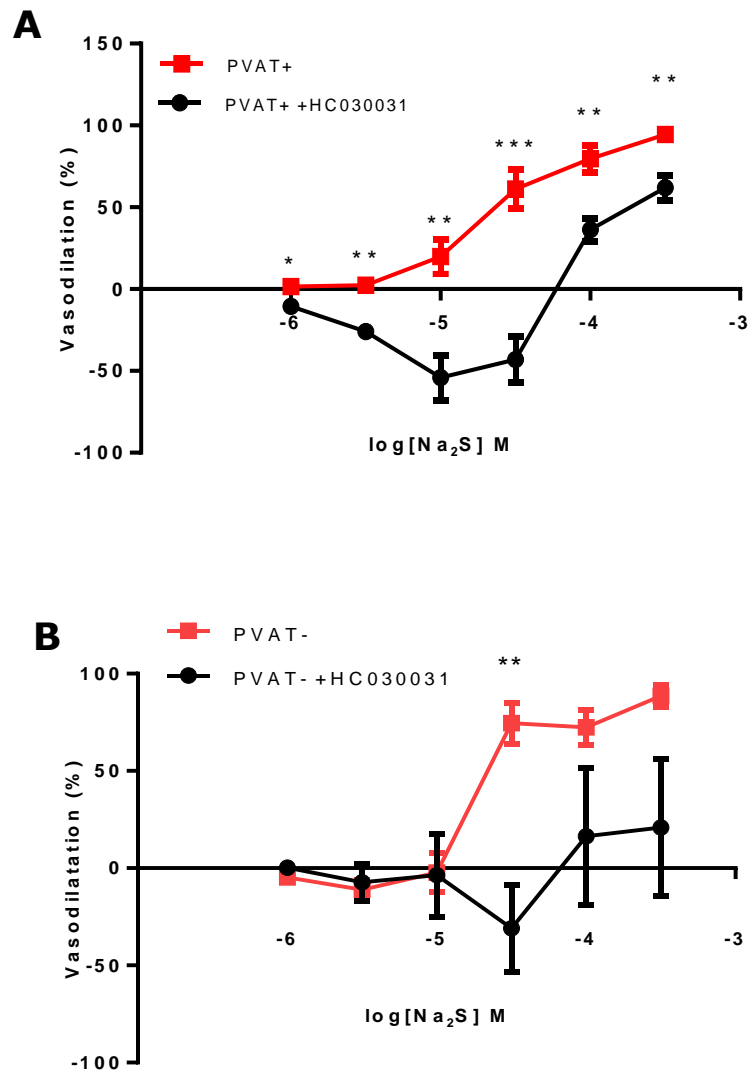 A
150
PVAT+
PVAT+ +HC030031
**
100
**
***
50
**
**
*
0
-6 -5 -4 -3
-50
-100
Vasodilation (%)
log[Na₂S] M
B
PVAT-
PVAT- +HC030031
**
100
50
0
-6 -5 -4 -3
-50
-100
Vasodilatation (%)
log[Na₂S] M